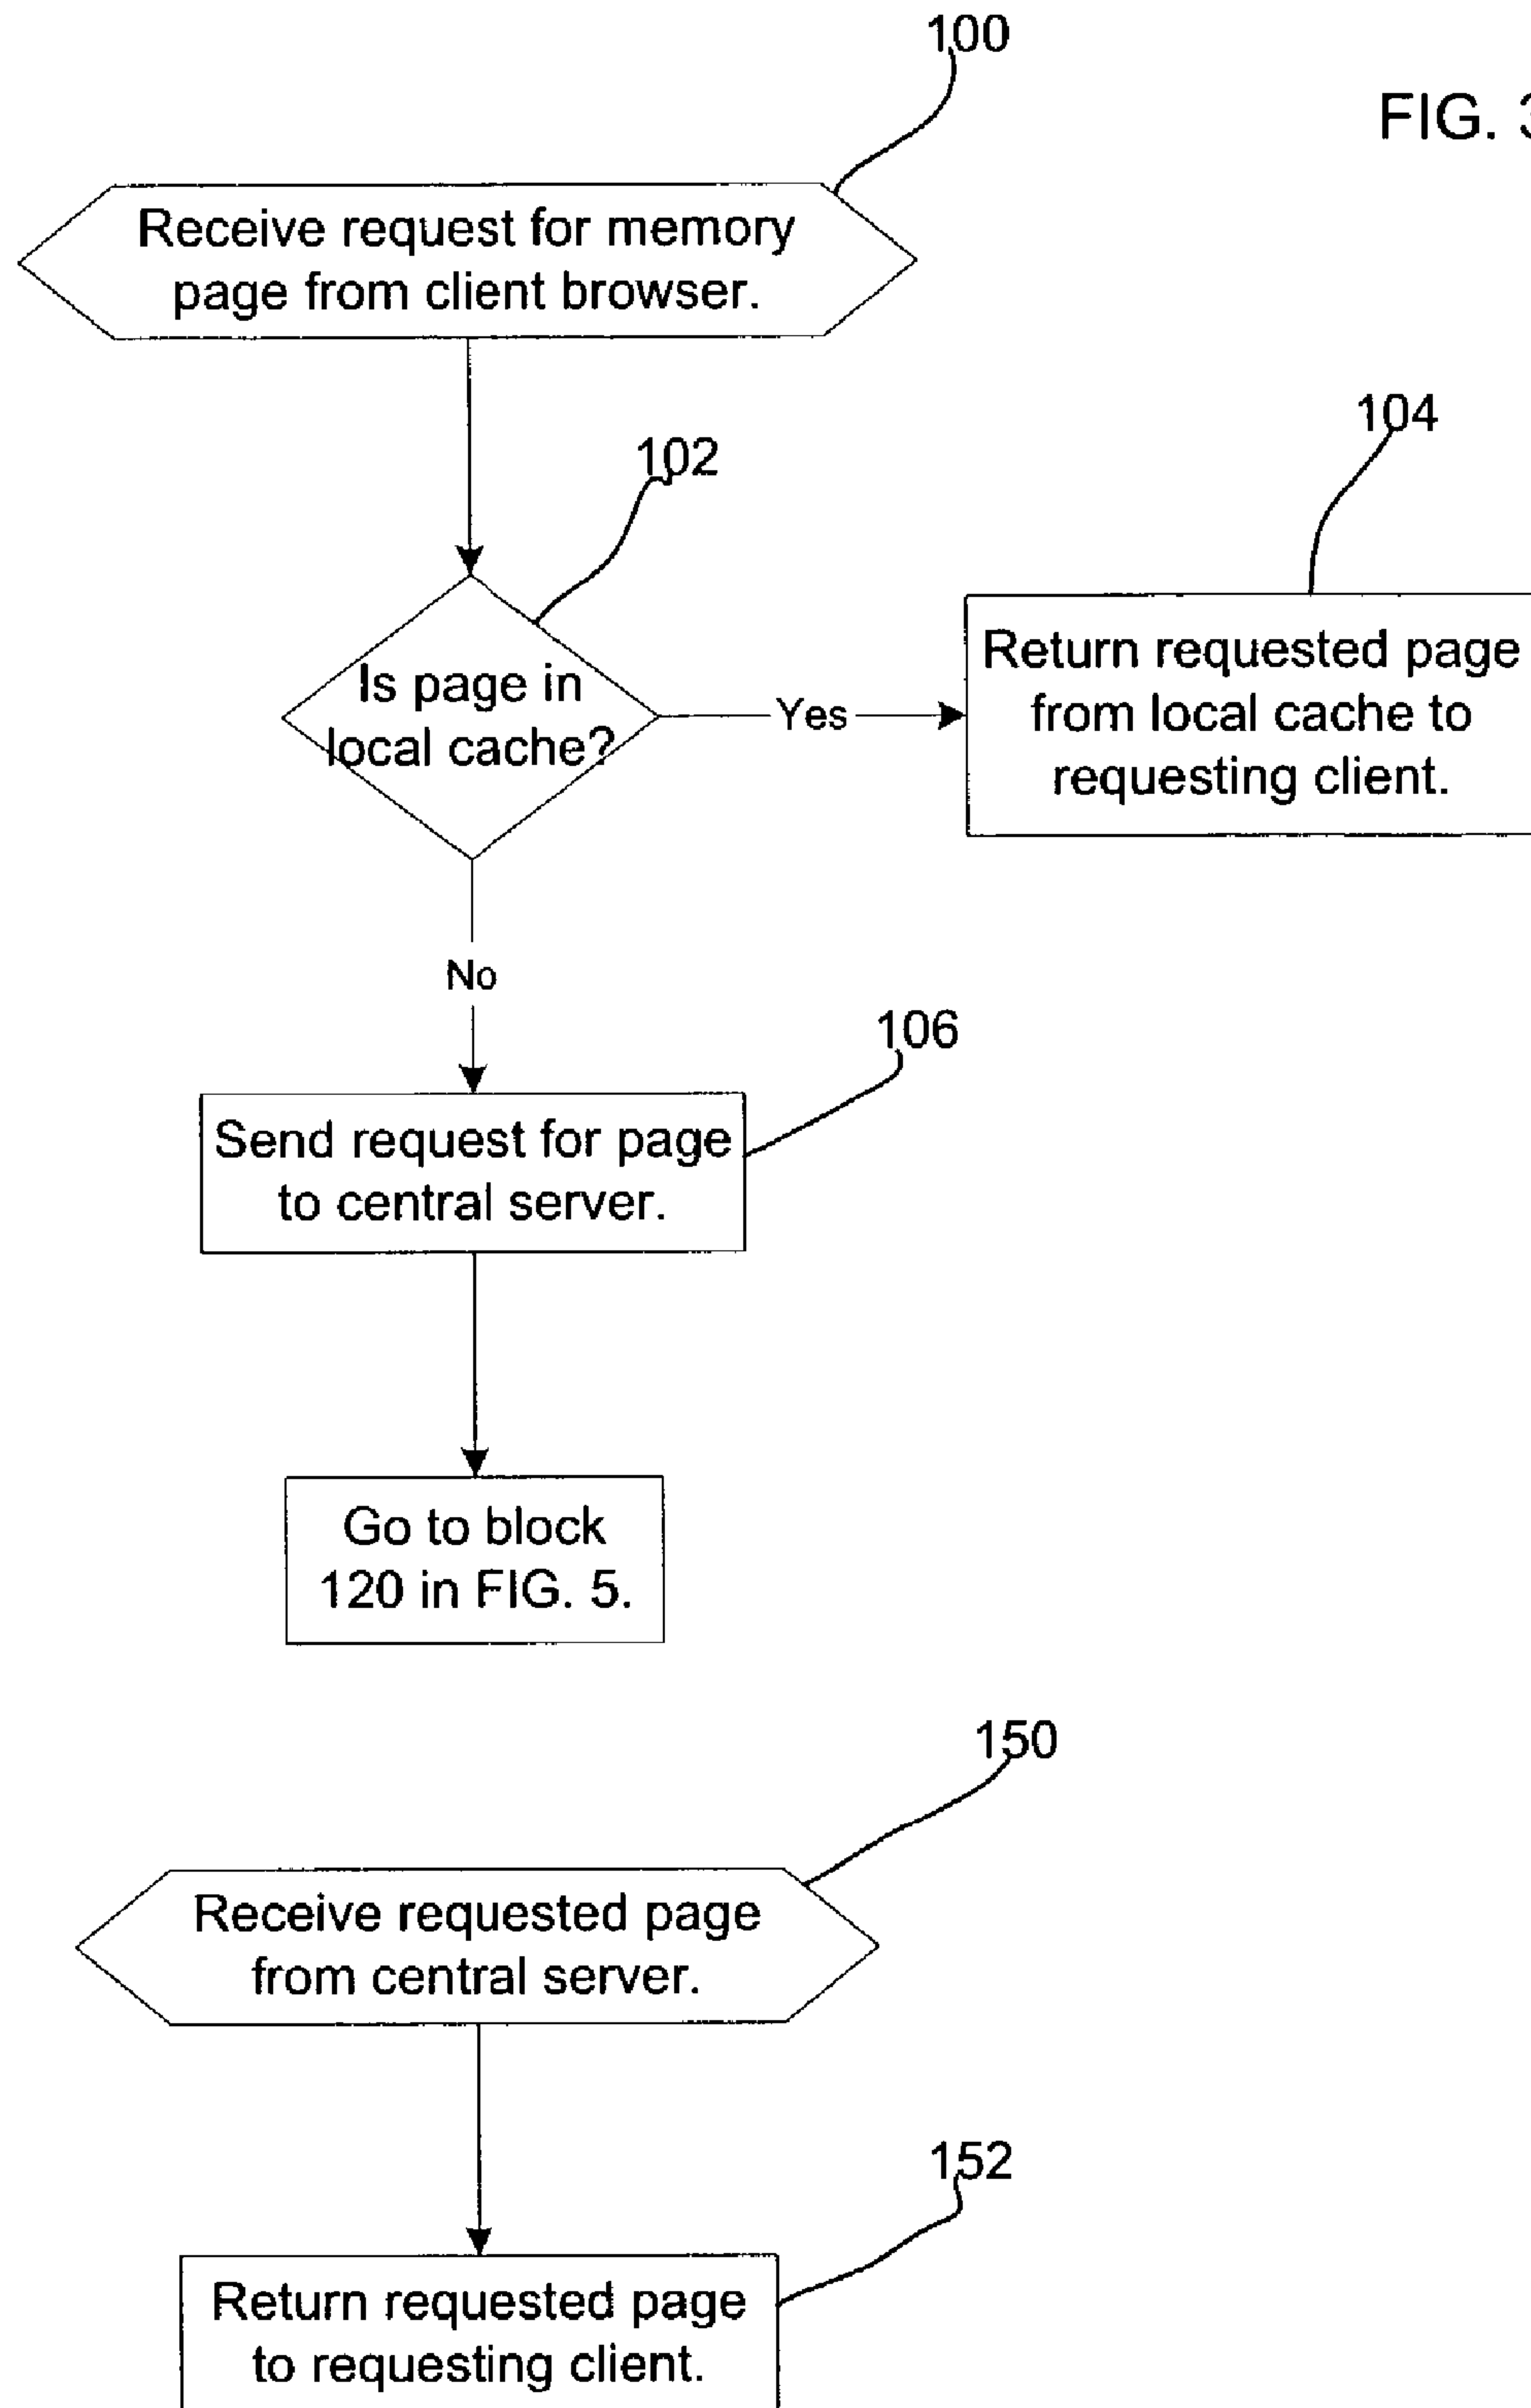 100
FIG. 3
Receive request for memory
page from client browser.
102
104
Is page in
local cache?
Yes
Return requested page
from local cache to
requesting client.
No
106
Send request for page
to central server.
Go to block
120 in FIG. 5.
150
Receive requested page
from central server.
152
Return requested page
to requesting client.